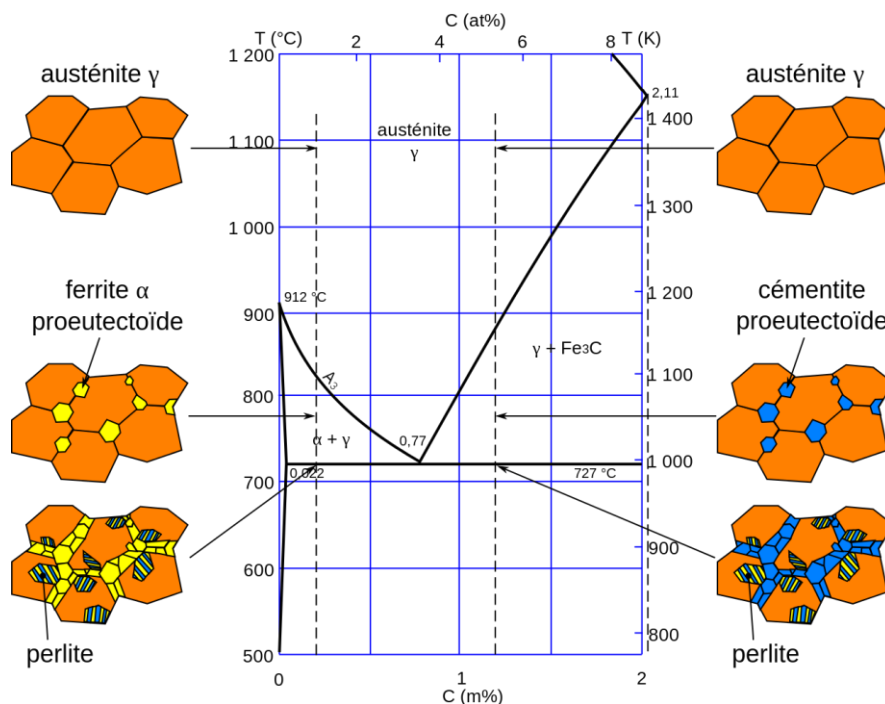 C (at%)
T (°C)
2
4
6
8
T (K)
austénite γ
austénite γ
1 200
2,11
austénite
γ
1 400
1 100
1 300
1 000
ferrite α
proeutectoïde
cémentite
proeutectoïde
912 °C
1 200
900
γ + Fe3C
A3
1 100
800
α + γ
0,77
1 000
0,022
727 °C
700
900
600
800
perlite
perlite
500
0
1
2
C (m%)